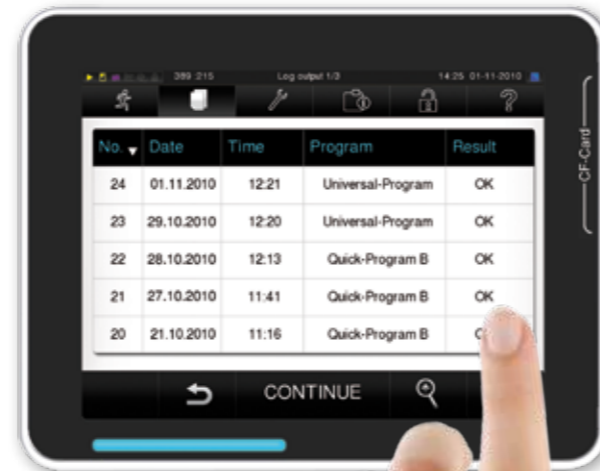 389 :215 Log output 1/3 14:25 01-11-2010
No. Date Time Program Result
24 01.11.2010 12:21 Universal-Program OK
23 29.10.2010 12:20 Universal-Program OK
22 28.10.2010 12:13 Quick-Program B OK
21 27.10.2010 11:41 Quick-Program B OK
20 21.10.2010 11:16 Quick-Program B
CONTINUE
CF-Card